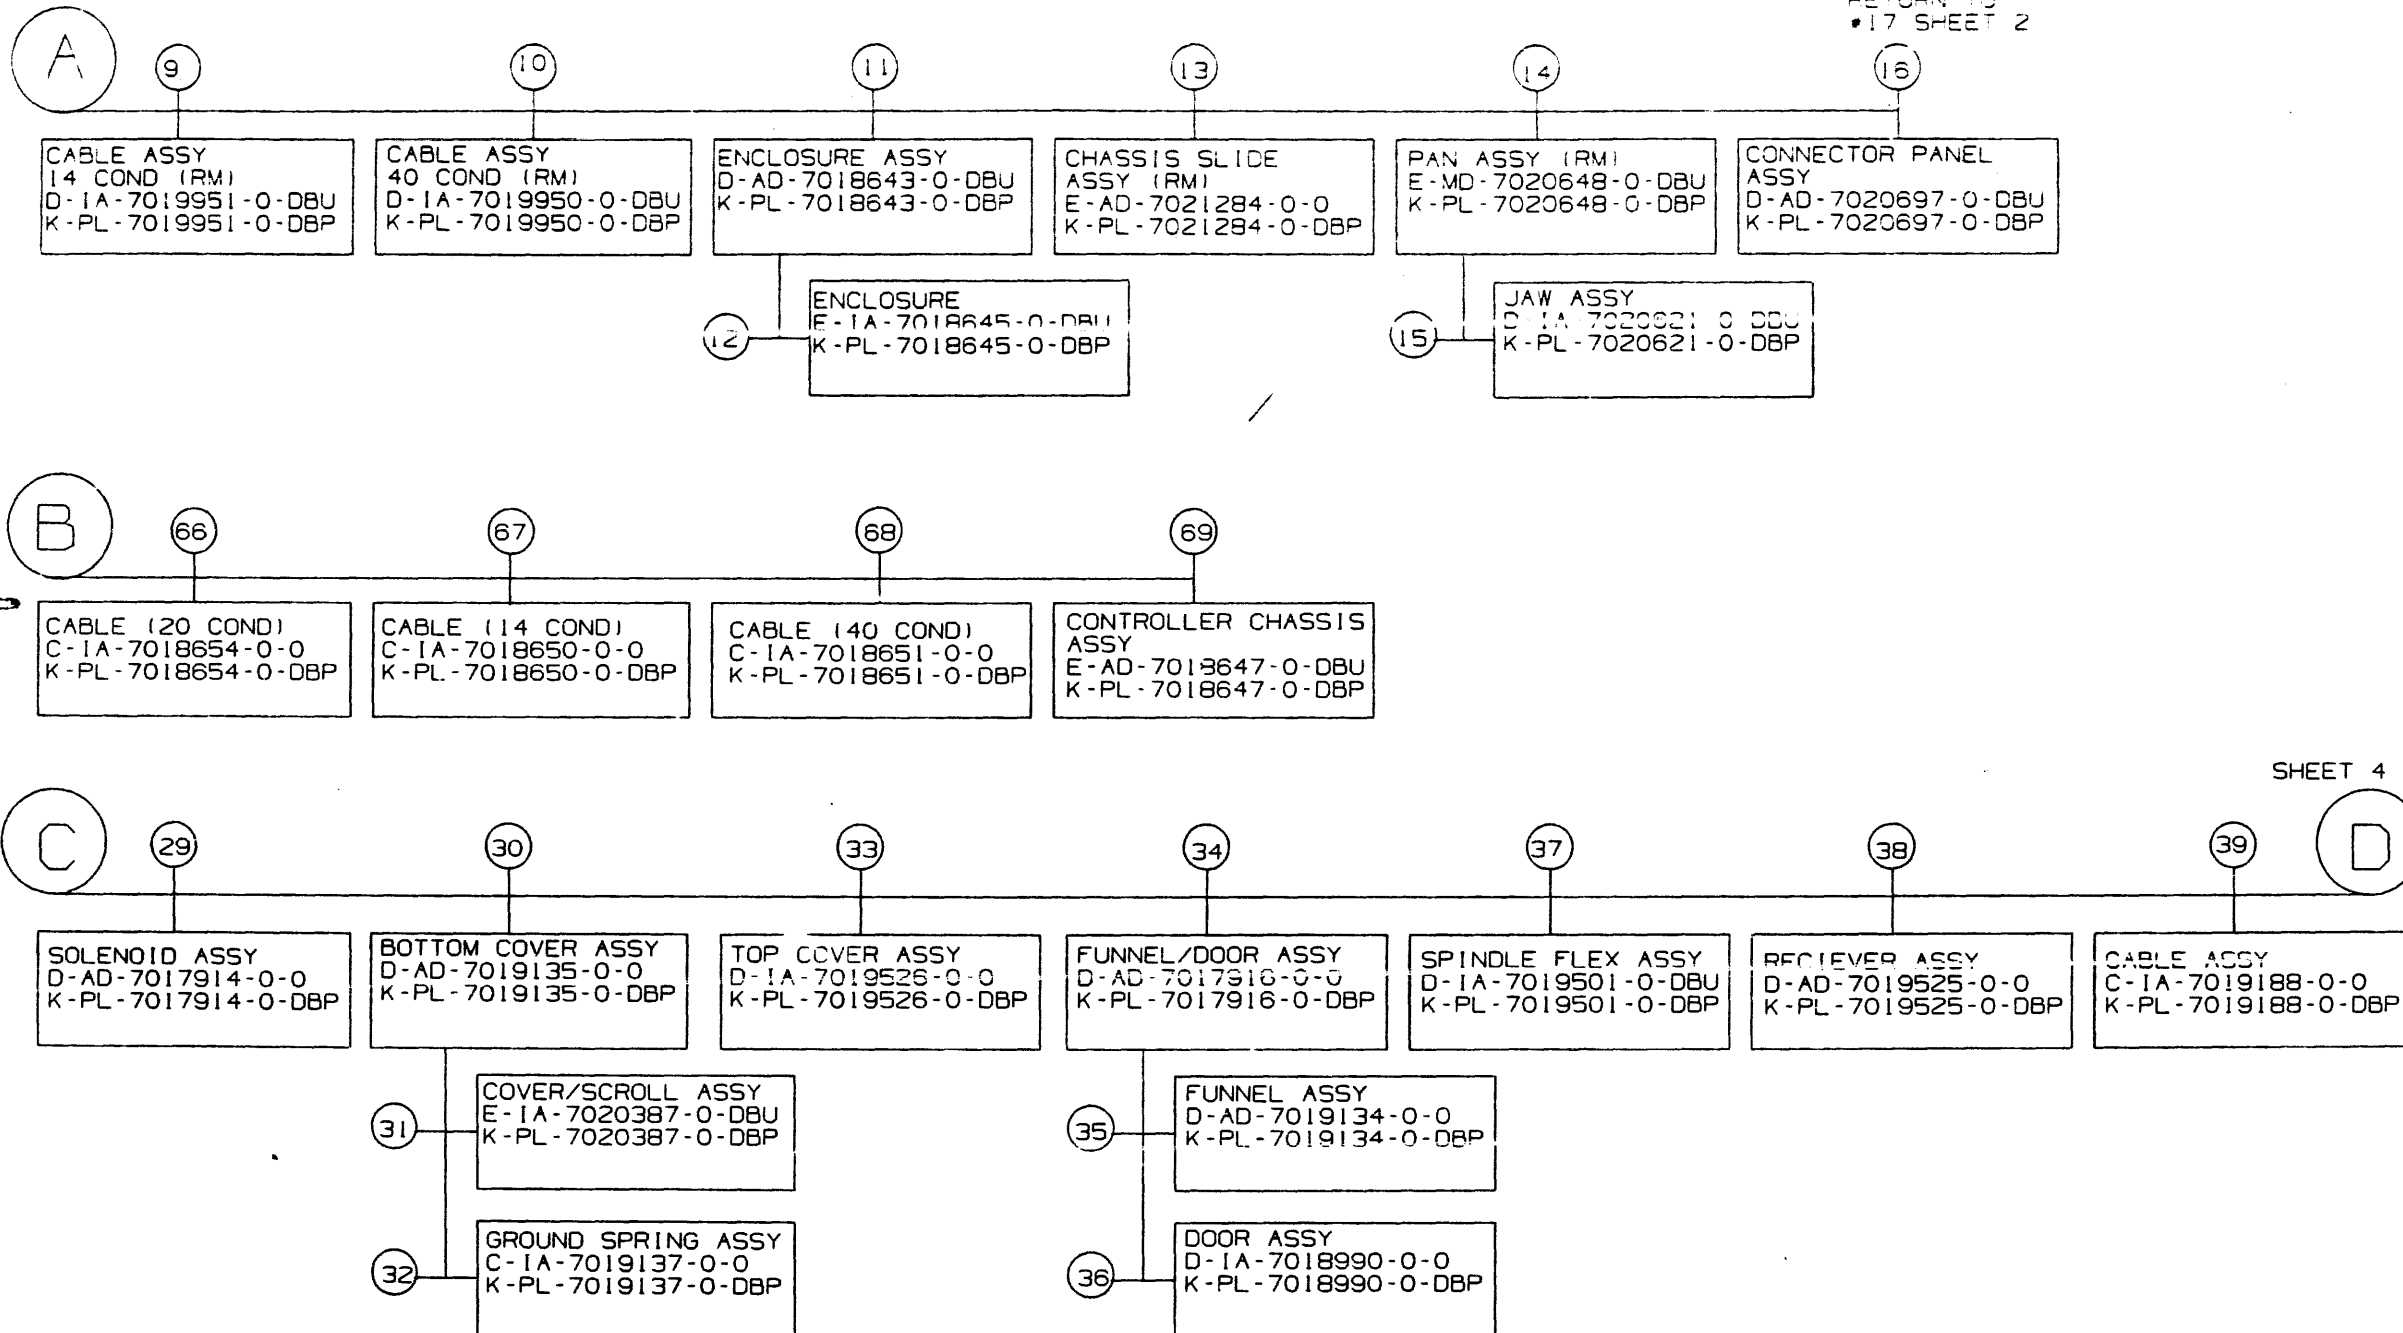 #17 SHEET 2
A
9
10
11
13
14
16
CABLE ASSY
14 COND (RM)
D-IA-7019951-0-DBU
K-PL-7019951-0-DBP
CABLE ASSY
40 COND (RM)
D-IA-7019950-0-DBU
K-PL-7019950-0-DBP
ENCLOSURE ASSY
D-AD-7018643-0-DBU
K-PL-7018643-0-DBP
CHASSIS SLIDE
ASSY (RM)
E-AD-7021284-0-0
K-PL-7021284-0-DBP
PAN ASSY (RM)
E-MD-7020648-0-DBU
K-PL-7020648-0-DBP
CONNECTOR PANEL
ASSY
D-AD-7020697-0-DBU
K-PL-7020697-0-DBP
12
ENCLOSURE
E-IA-7018645-0-DBU
K-PL-7018645-0-DBP
15
JAW ASSY
D-IA-7020621-0-DBU
K-PL-7020621-0-DBP
B
66
67
68
69
CABLE (20 COND)
C-IA-7018654-0-0
K-PL-7018654-0-DBP
CABLE (14 COND)
C-IA-7018650-0-0
K-PL-7018650-0-DBP
CABLE (40 COND)
C-IA-7018651-0-0
K-PL-7018651-0-DBP
CONTROLLER CHASSIS
ASSY
E-AD-7018647-0-DBU
K-PL-7018647-0-DBP
SHEET 4
C
29
30
33
34
37
38
39
D
SOLENOID ASSY
D-AD-7017914-0-0
K-PL-7017914-0-DBP
BOTTOM COVER ASSY
D-AD-7019135-0-0
K-PL-7019135-0-DBP
TOP COVER ASSY
D-IA-7019526-0-0
K-PL-7019526-0-DBP
FUNNEL/DOOR ASSY
D-AD-7017916-0-0
K-PL-7017916-0-DBP
SPINDLE FLEX ASSY
D-IA-7019501-0-DBU
K-PL-7019501-0-DBP
RECIEVER ASSY
D-AD-7019525-0-0
K-PL-7019525-0-DBP
CABLE ASSY
C-IA-7019188-0-0
K-PL-7019188-0-DBP
31
COVER/SCROLL ASSY
E-IA-7020387-0-DBU
K-PL-7020387-0-DBP
35
FUNNEL ASSY
D-AD-7019134-0-0
K-PL-7019134-0-DBP
32
GROUND SPRING ASSY
C-IA-7019137-0-0
K-PL-7019137-0-DBP
36
DOOR ASSY
D-IA-7018990-0-0
K-PL-7018990-0-DBP